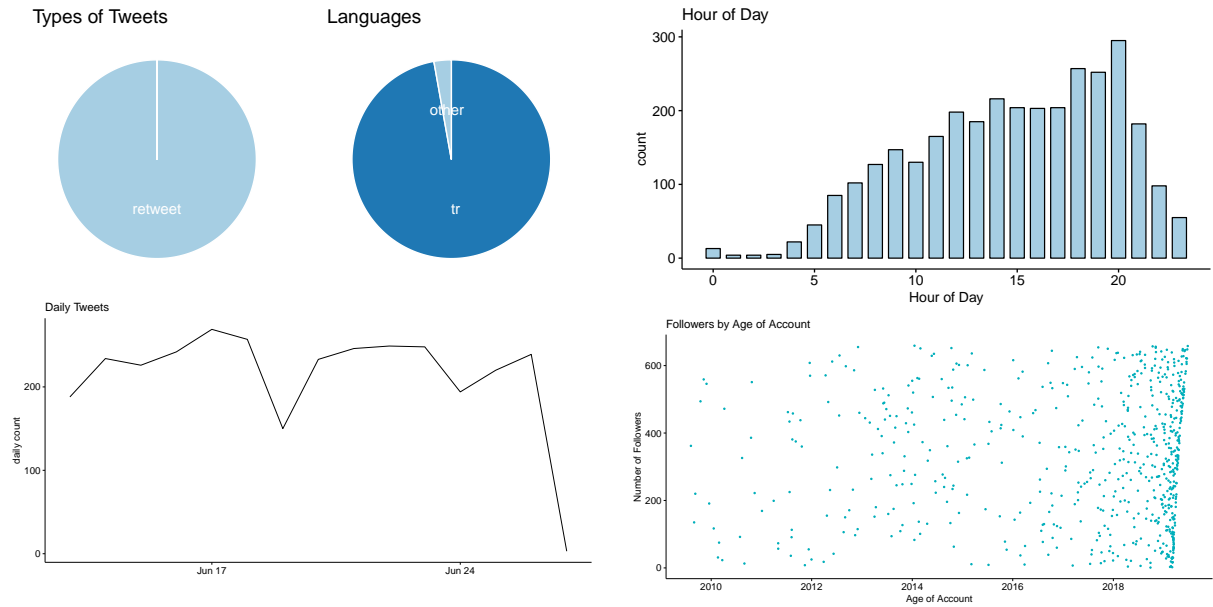 Types of Tweets
retweet
Languages
other
tr
Hour of Day
count
300
200
100
0
0 5 10 15 20
Hour of Day
Daily Tweets
daily count
200
100
0
Jun 17 Jun 24
Followers by Age of Account
Number of Followers
600
400
200
0
2010 2012 2014 2016 2018
Age of Account